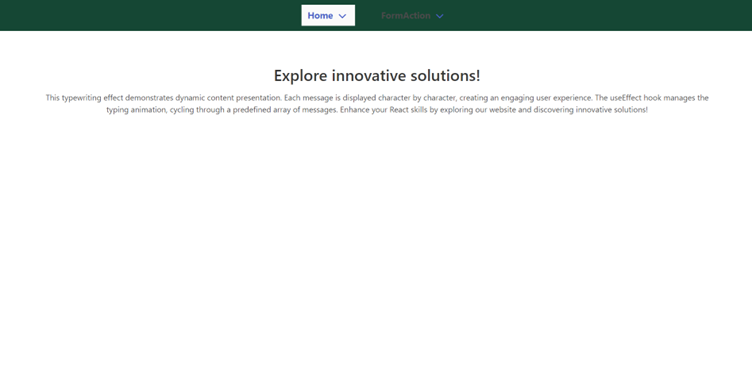 Home FormAction
Explore innovative solutions!
This typewriting effect demonstrates dynamic content presentation. Each message is displayed character by character, creating an engaging user experience. The useEffect hook manages the
typing animation, cycling through a predefined array of messages. Enhance your React skills by exploring our website and discovering innovative solutions!